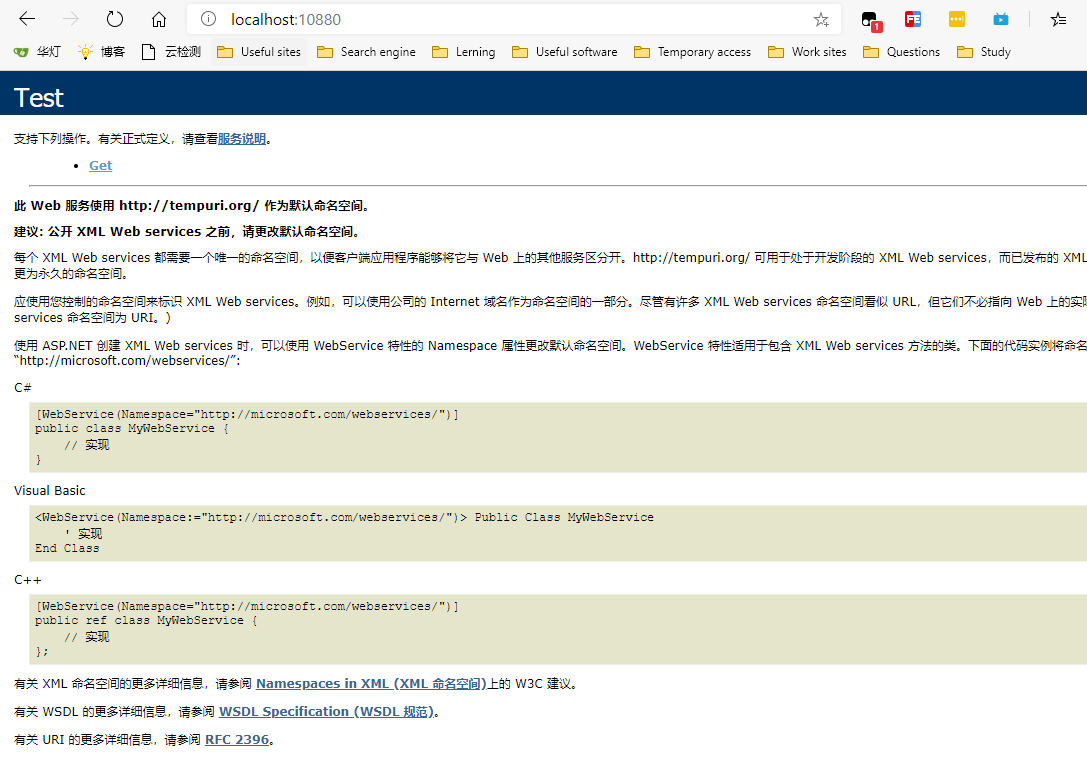 localhost:10880
1
FE
华灯
博客
云检测
Useful sites
Search engine
Lerning
Useful software
Temporary access
Work sites
Questions
Study
Test
支持下列操作。有关正式定义，请查看服务说明。
• Get
此 Web 服务使用 http://tempuri.org/ 作为默认命名空间。
建议: 公开 XML Web services 之前，请更改默认命名空间。
每个 XML Web services 都需要一个唯一的命名空间，以便客户端应用程序能够将它与 Web 上的其他服务区分开。http://tempuri.org/ 可用于处于开发阶段的 XML Web services，而已发布的 XML
更为永久的命名空间。
应使用您控制的命名空间来标识 XML Web services。例如，可以使用公司的 Internet 域名作为命名空间的一部分。尽管有许多 XML Web services 命名空间看似 URL，但它们不必指向 Web 上的实际
services 命名空间为 URI。)
使用 ASP.NET 创建 XML Web services 时，可以使用 WebService 特性的 Namespace 属性更改默认命名空间。WebService 特性适用于包含 XML Web services 方法的类。下面的代码实例将命名
“http://microsoft.com/webservices/”:
C#
[WebService(Namespace="http://microsoft.com/webservices/")]
public class MyWebService {
// 实现
}
Visual Basic
<WebService(Namespace:="http://microsoft.com/webservices/")> Public Class MyWebService
' 实现
End Class
C++
[WebService(Namespace="http://microsoft.com/webservices/")]
public ref class MyWebService {
// 实现
};
有关 XML 命名空间的更多详细信息，请参阅 Namespaces in XML (XML 命名空间)上的 W3C 建议。
有关 WSDL 的更多详细信息，请参阅 WSDL Specification (WSDL 规范)。
有关 URI 的更多详细信息，请参阅 RFC 2396。